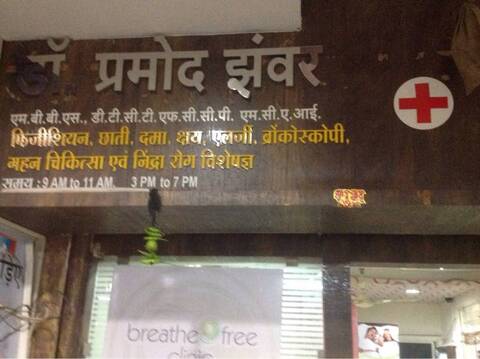 डॉ. प्रमोद झंवर
एम.बी.बी.एस., डी.टी.सी.टी.एफ.सी.सी.पी. एम.सी.ए.आई.
फिजीशियन, छाती, दमा, क्षय, एलर्जी, ब्रोंकोस्कोपी,
गहन चिकित्सा एवं निंद्रा रोग विशेषज्ञ
समय : 9 AM to 11 AM, 3 PM to 7 PM
breathe free
clinic